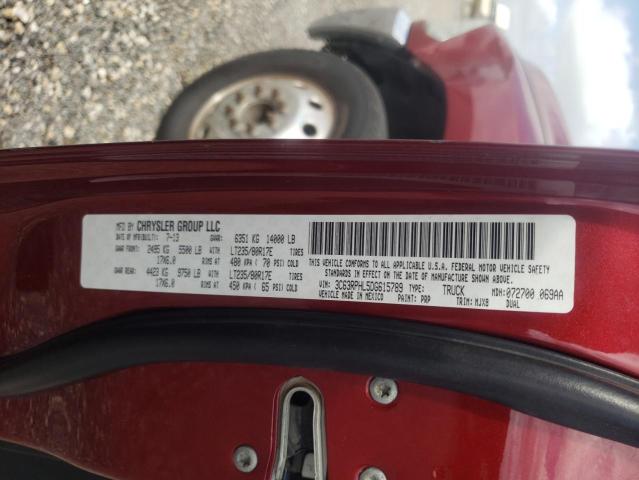 MFD BY: CHRYSLER GROUP LLC
DATE OF MFR(BUILT): 7-13 GVWR: 6351 KG 14000 LB
GAWR FRONT: 2495 KG 5500 LB WITH LT235/80R17E TIRES
17X6.0 RIMS AT 480 KPA ( 70 PSI) COLD
GAWR REAR: 4423 KG 9750 LB WITH LT235/80R17E TIRES
17X6.0 RIMS AT 450 KPA ( 65 PSI) COLD
THIS VEHICLE CONFORMS TO ALL APPLICABLE U.S.A. FEDERAL MOTOR VEHICLE SAFETY
STANDARDS IN EFFECT ON THE DATE OF MANUFACTURE SHOWN ABOVE.
VIN: 3C63RPHL5DG615789 TYPE: TRUCK MDH: 072700 .069AA
VEHICLE MADE IN MEXICO PAINT: PRP TRIM: MJX8 DUAL